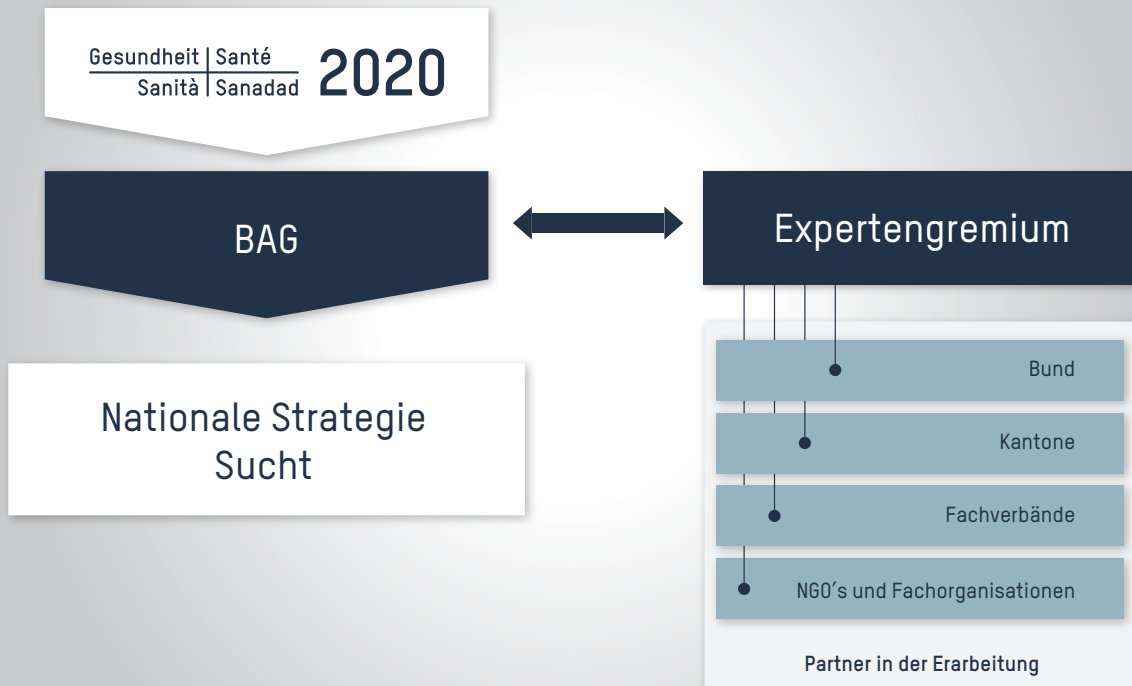 Gesundheit | Santé
Sanità | Sanadad
2020
BAG
Nationale Strategie
Sucht
Expertengremium
Bund
Kantone
Fachverbände
NGO's und Fachorganisationen
Partner in der Erarbeitung